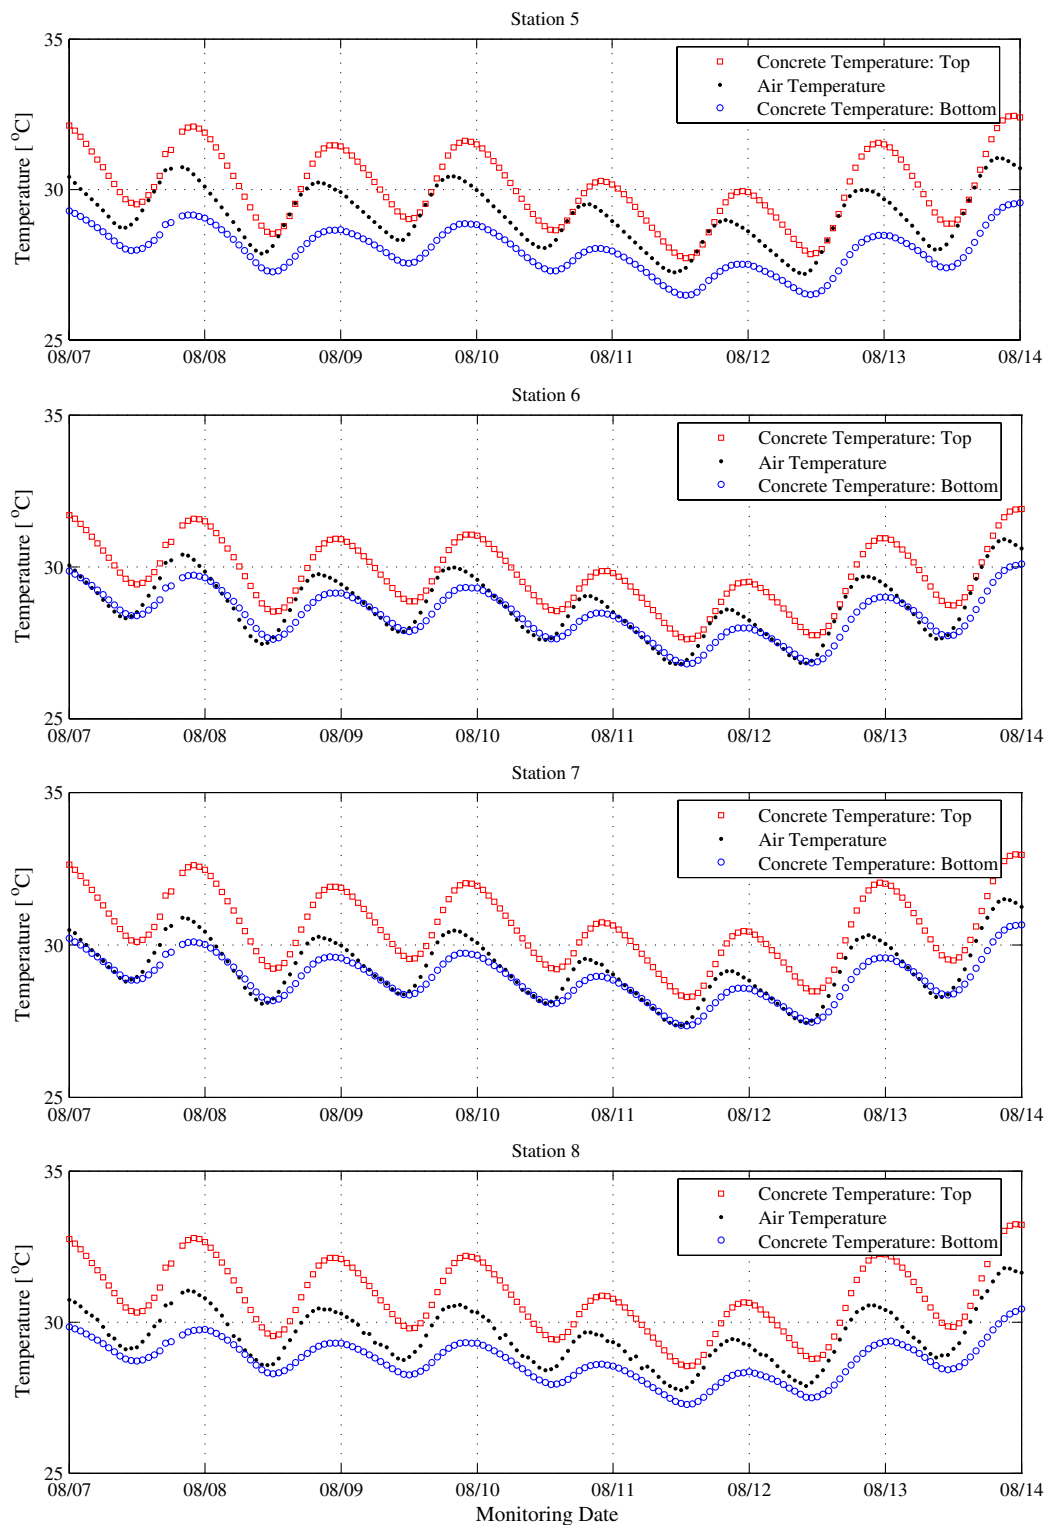 Station 5
35
Concrete Temperature: Top
Air Temperature
Concrete Temperature: Bottom
Temperature [ °C]
30
25
08/07 08/08 08/09 08/10 08/11 08/12 08/13 08/14
Station 6
35
Concrete Temperature: Top
Air Temperature
Concrete Temperature: Bottom
Temperature [ °C]
30
25
08/07 08/08 08/09 08/10 08/11 08/12 08/13 08/14
Station 7
35
Concrete Temperature: Top
Air Temperature
Concrete Temperature: Bottom
Temperature [ °C]
30
25
08/07 08/08 08/09 08/10 08/11 08/12 08/13 08/14
Station 8
35
Concrete Temperature: Top
Air Temperature
Concrete Temperature: Bottom
Temperature [ °C]
30
25
08/07 08/08 08/09 08/10 08/11 08/12 08/13 08/14
Monitoring Date